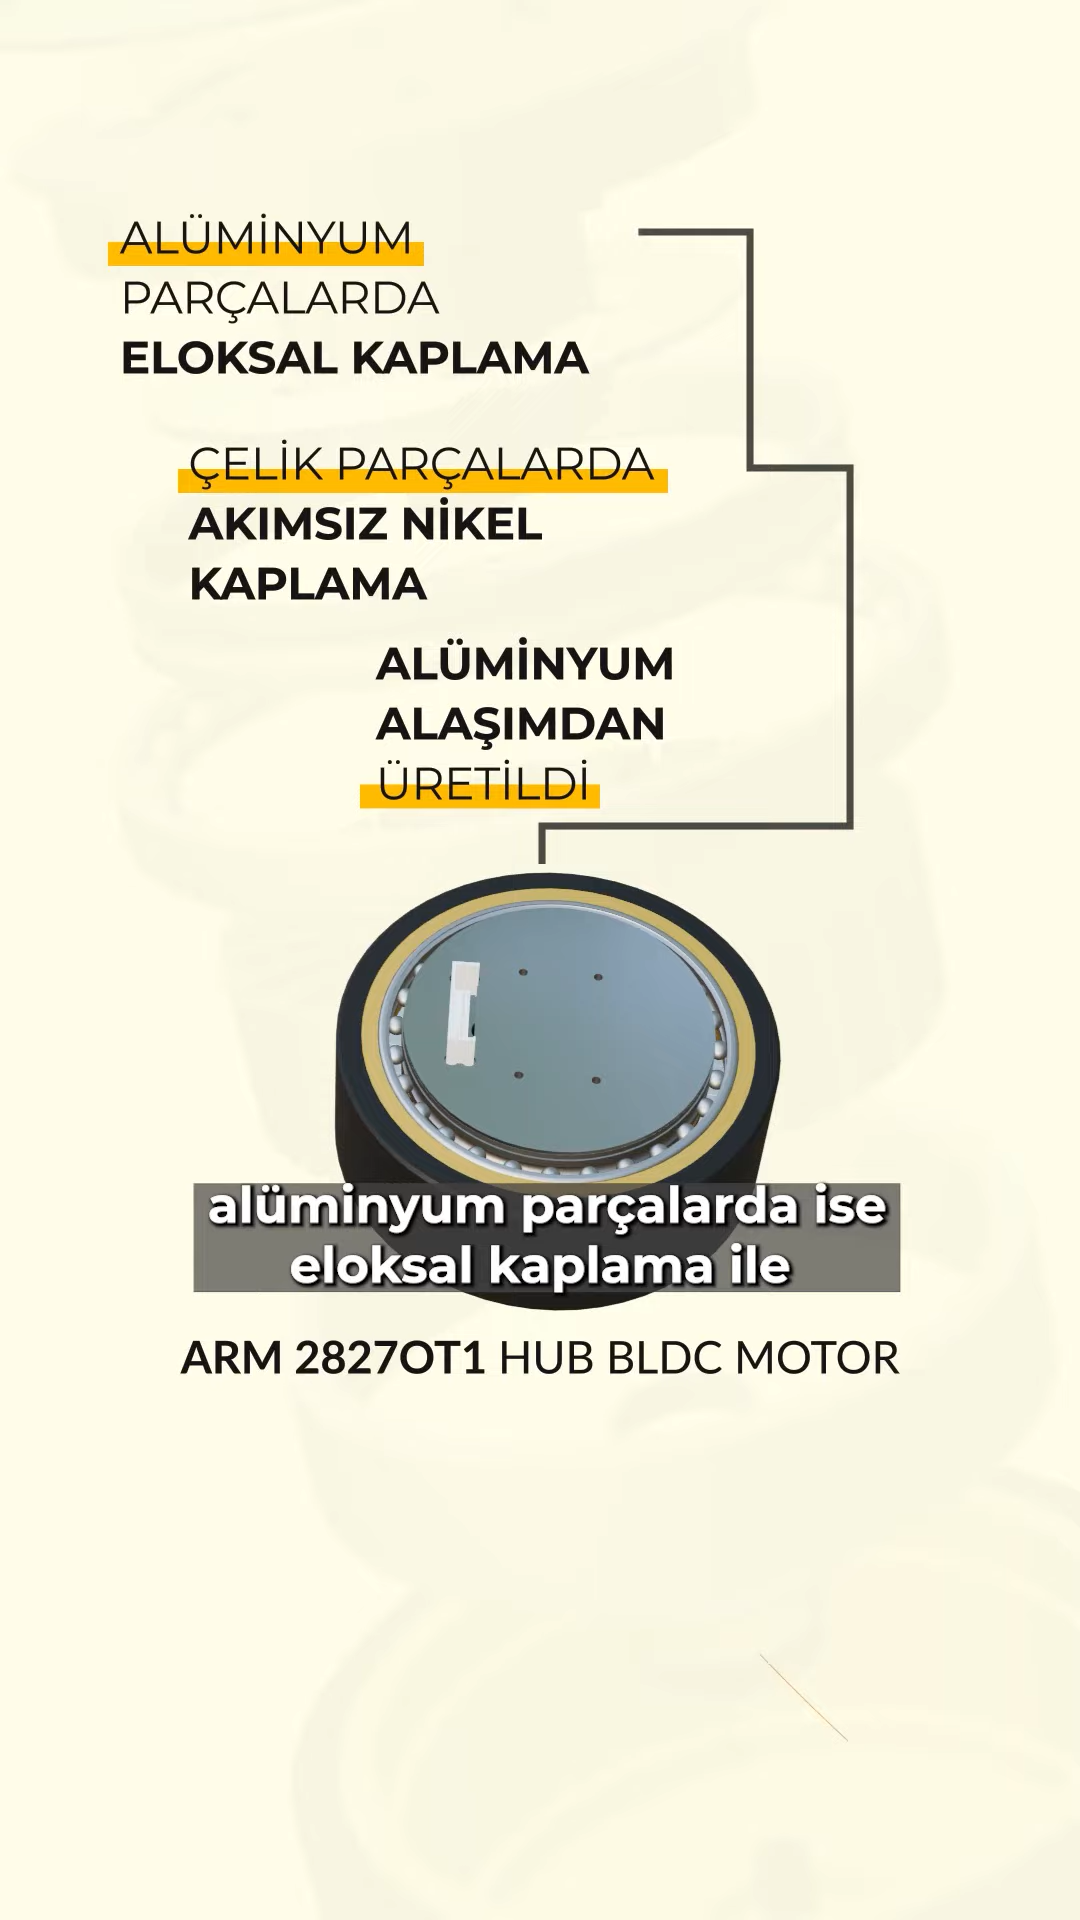 ALÜMİNYUM
PARÇALARDA
ELOKSAL KAPLAMA
ÇELİK PARÇALARDA
AKIMSIZ NİKEL
KAPLAMA
ALÜMİNYUM
ALAŞIMDAN
ÜRETİLDİ
alüminyum parçalarda ise
eloksal kaplama ile
ARM 2827OT1 HUB BLDC MOTOR